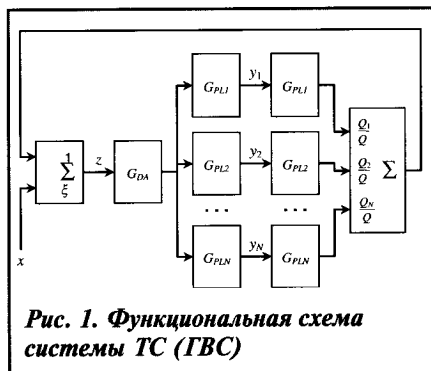 G_PL1 y_1 G_PL1
Q_1/Q
1 Σ ξ z G_DA G_PL2 y_2 G_PL2 Q_2/Q Σ
... ... Q_N/Q
x G_PLN y_N G_PLN
Рис. 1. Функциональная схема
системы ТС (ГВС)